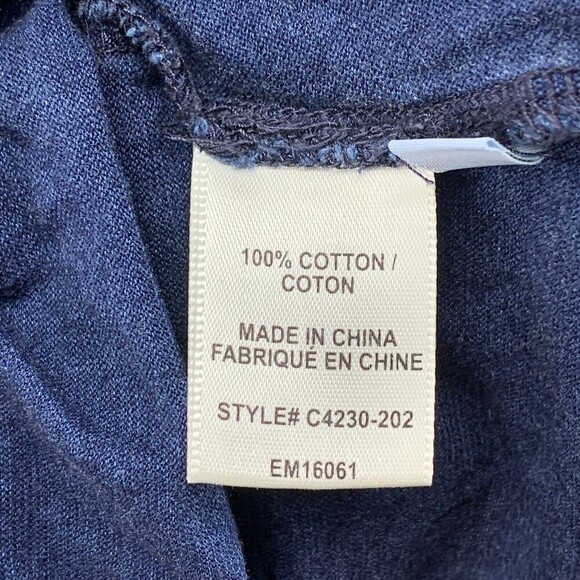 100% COTTON /
COTON
MADE IN CHINA
FABRIQUÉ EN CHINE
STYLE# C4230-202
EM16061